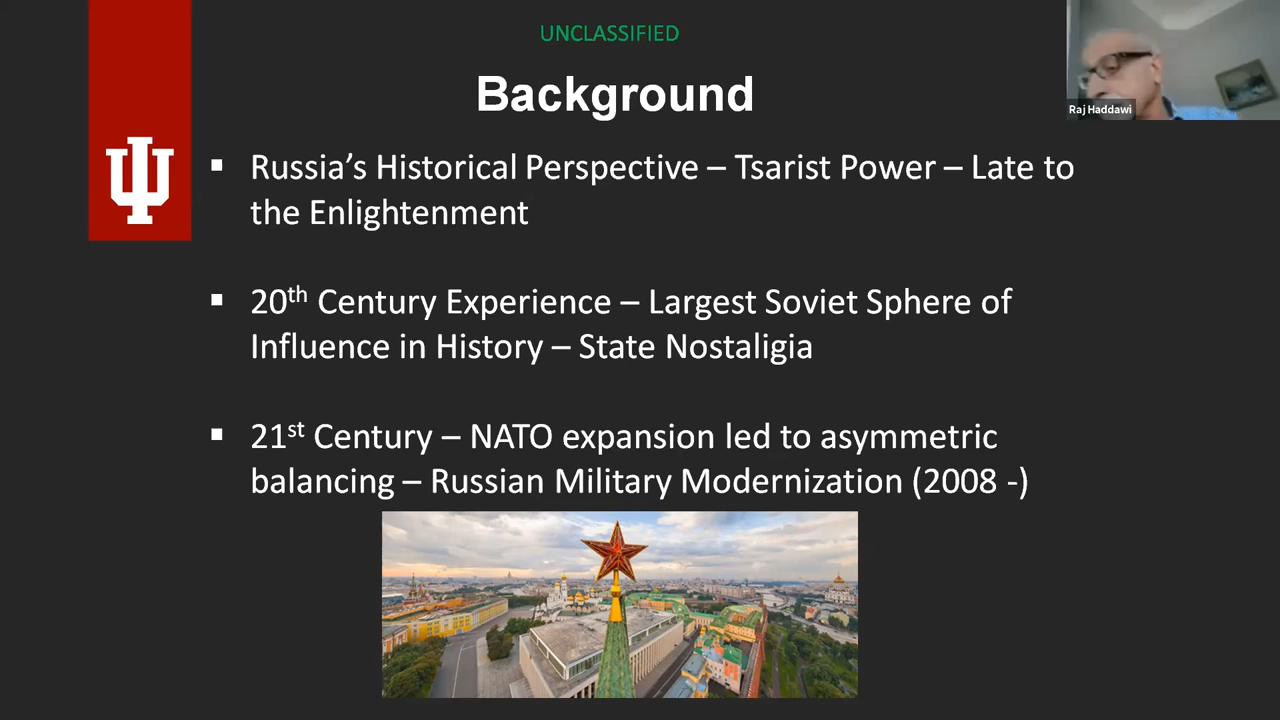 UNCLASSIFIED
Background
Raj Haddawi
▪ Russia’s Historical Perspective – Tsarist Power – Late to
the Enlightenment
▪ 20th Century Experience – Largest Soviet Sphere of
Influence in History – State Nostaligia
▪ 21st Century – NATO expansion led to asymmetric
balancing – Russian Military Modernization (2008 -)